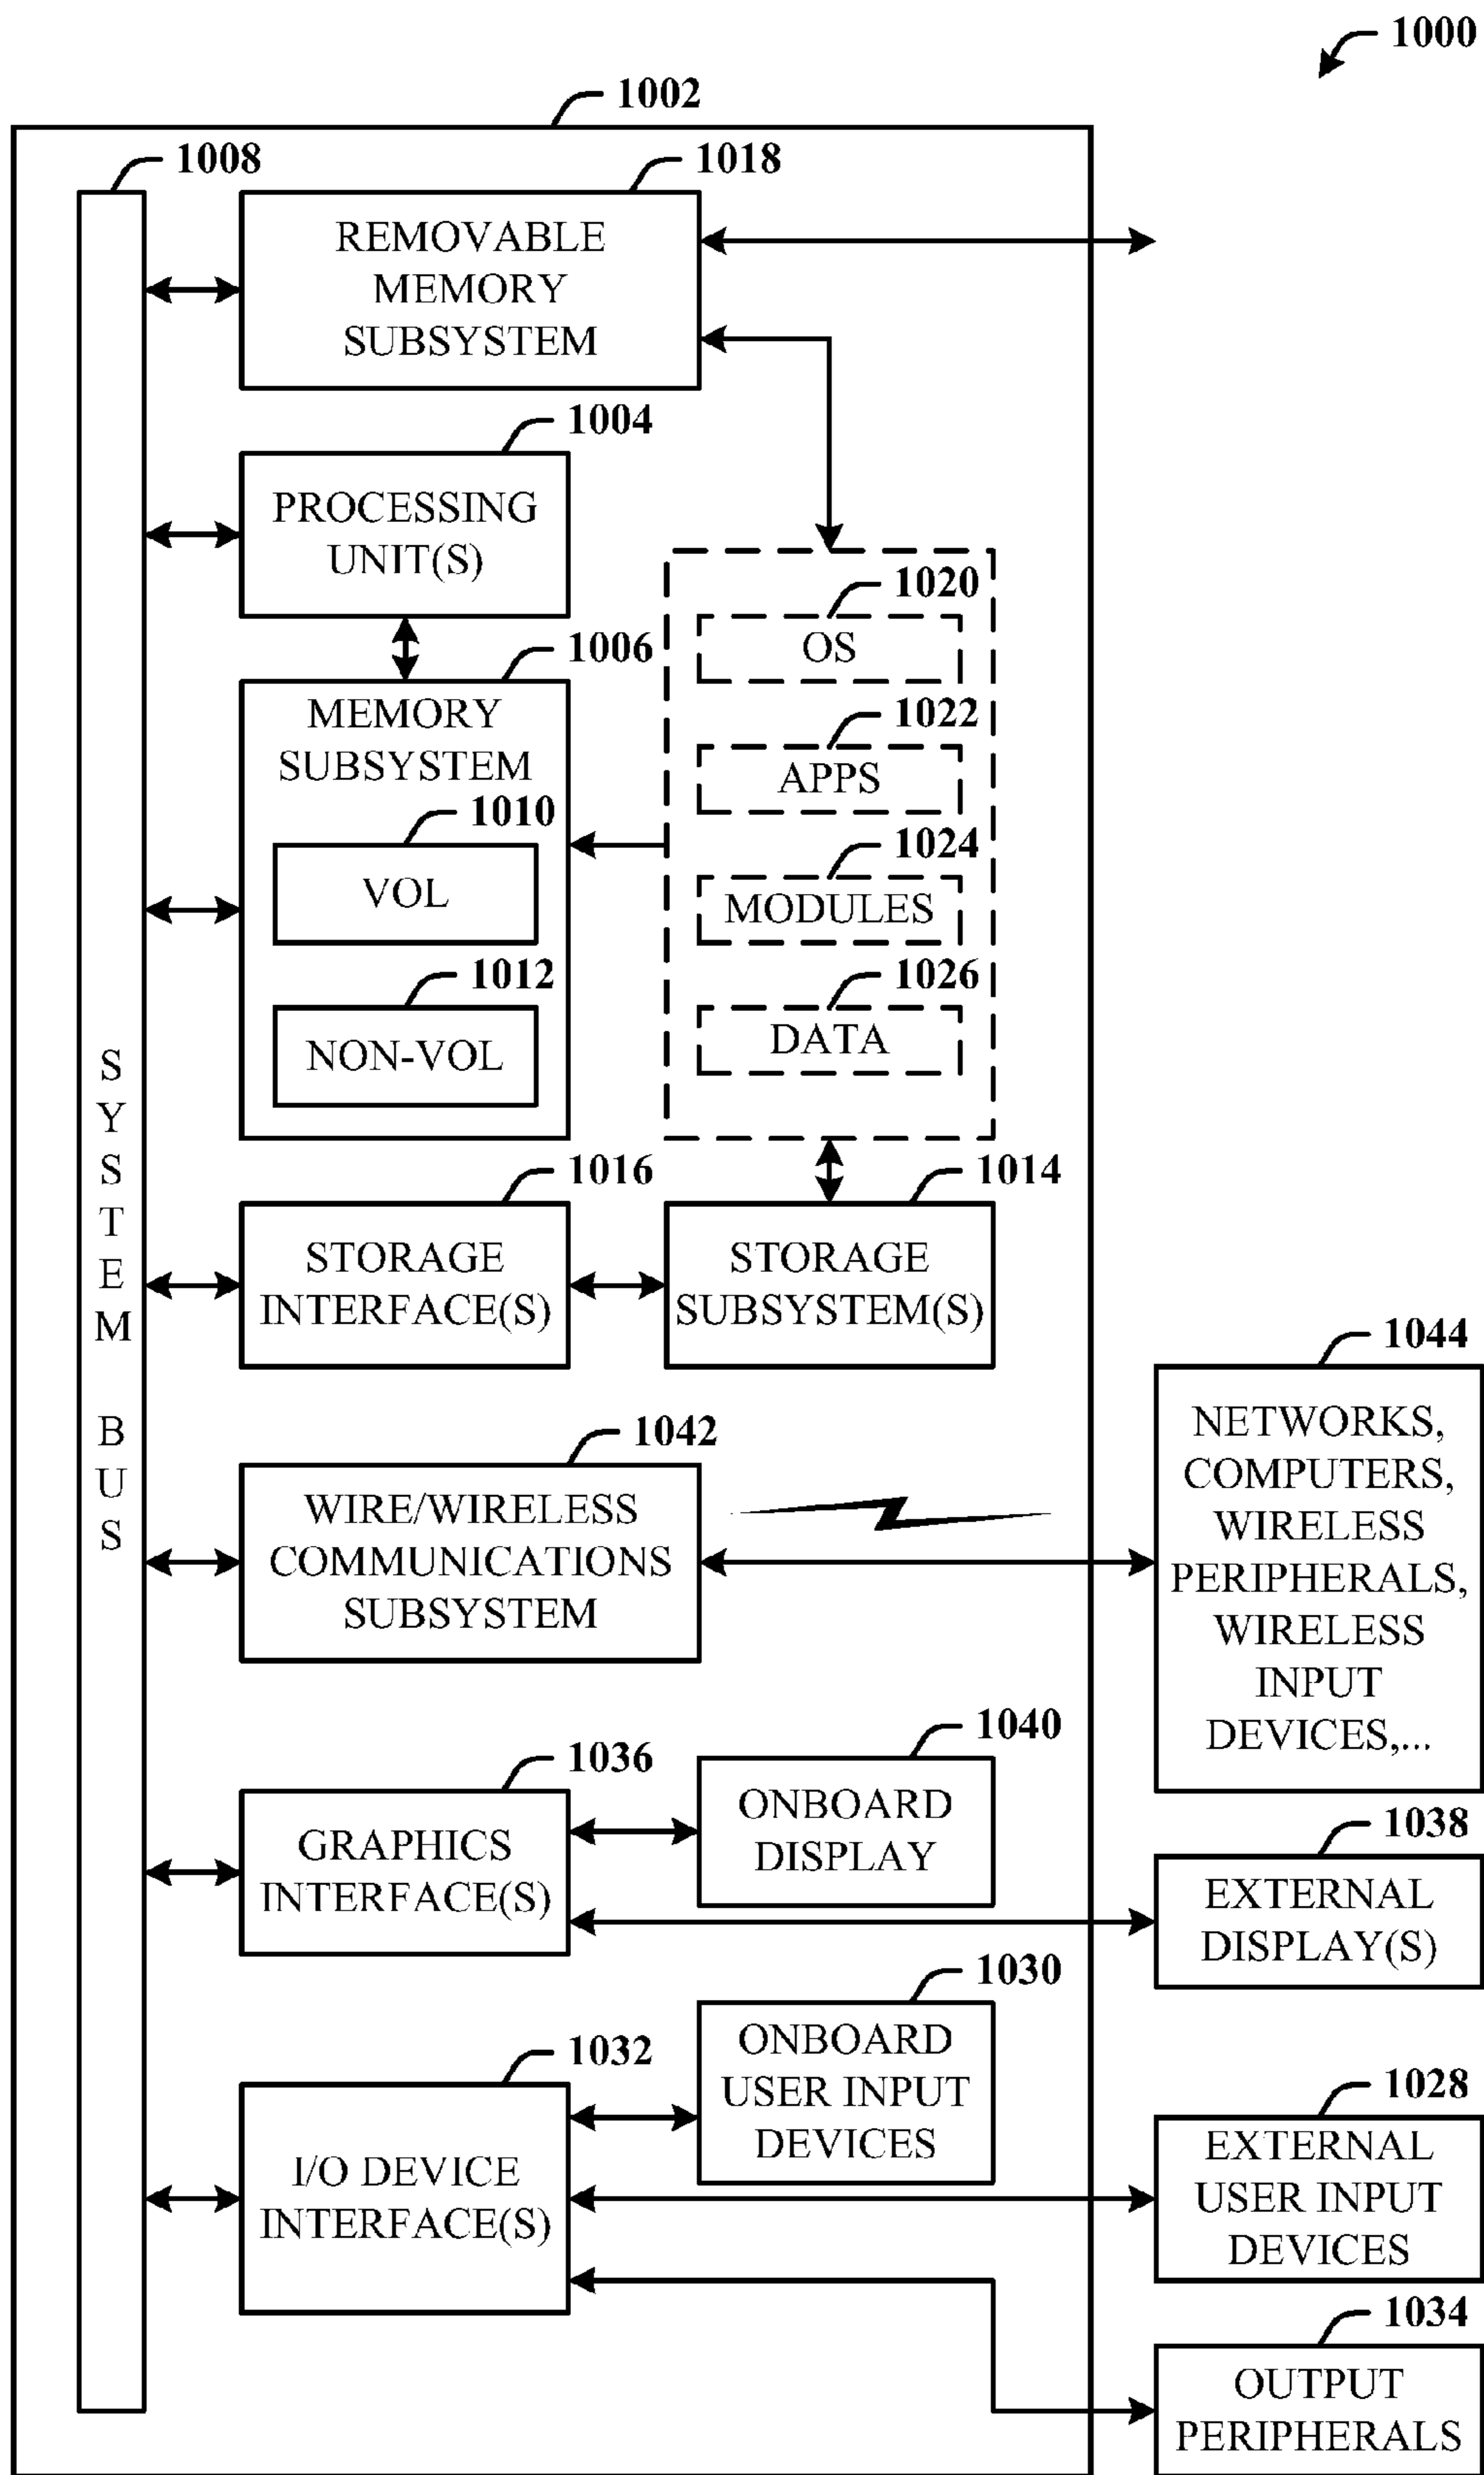 1000
1002
1008
1018
REMOVABLE
MEMORY
SUBSYSTEM
1004
PROCESSING
UNIT(S)
1006
MEMORY
SUBSYSTEM
1010
VOL
1012
NON-VOL
1020
OS
1022
APPS
1024
MODULES
1026
DATA
SYSTEM BUS
1016
STORAGE
INTERFACE(S)
1014
STORAGE
SUBSYSTEM(S)
1042
WIRE/WIRELESS
COMMUNICATIONS
SUBSYSTEM
1044
NETWORKS,
COMPUTERS,
WIRELESS
PERIPHERALS,
WIRELESS
INPUT
DEVICES,...
1036
GRAPHICS
INTERFACE(S)
1040
ONBOARD
DISPLAY
1038
EXTERNAL
DISPLAY(S)
1032
I/O DEVICE
INTERFACE(S)
1030
ONBOARD
USER INPUT
DEVICES
1028
EXTERNAL
USER INPUT
DEVICES
1034
OUTPUT
PERIPHERALS